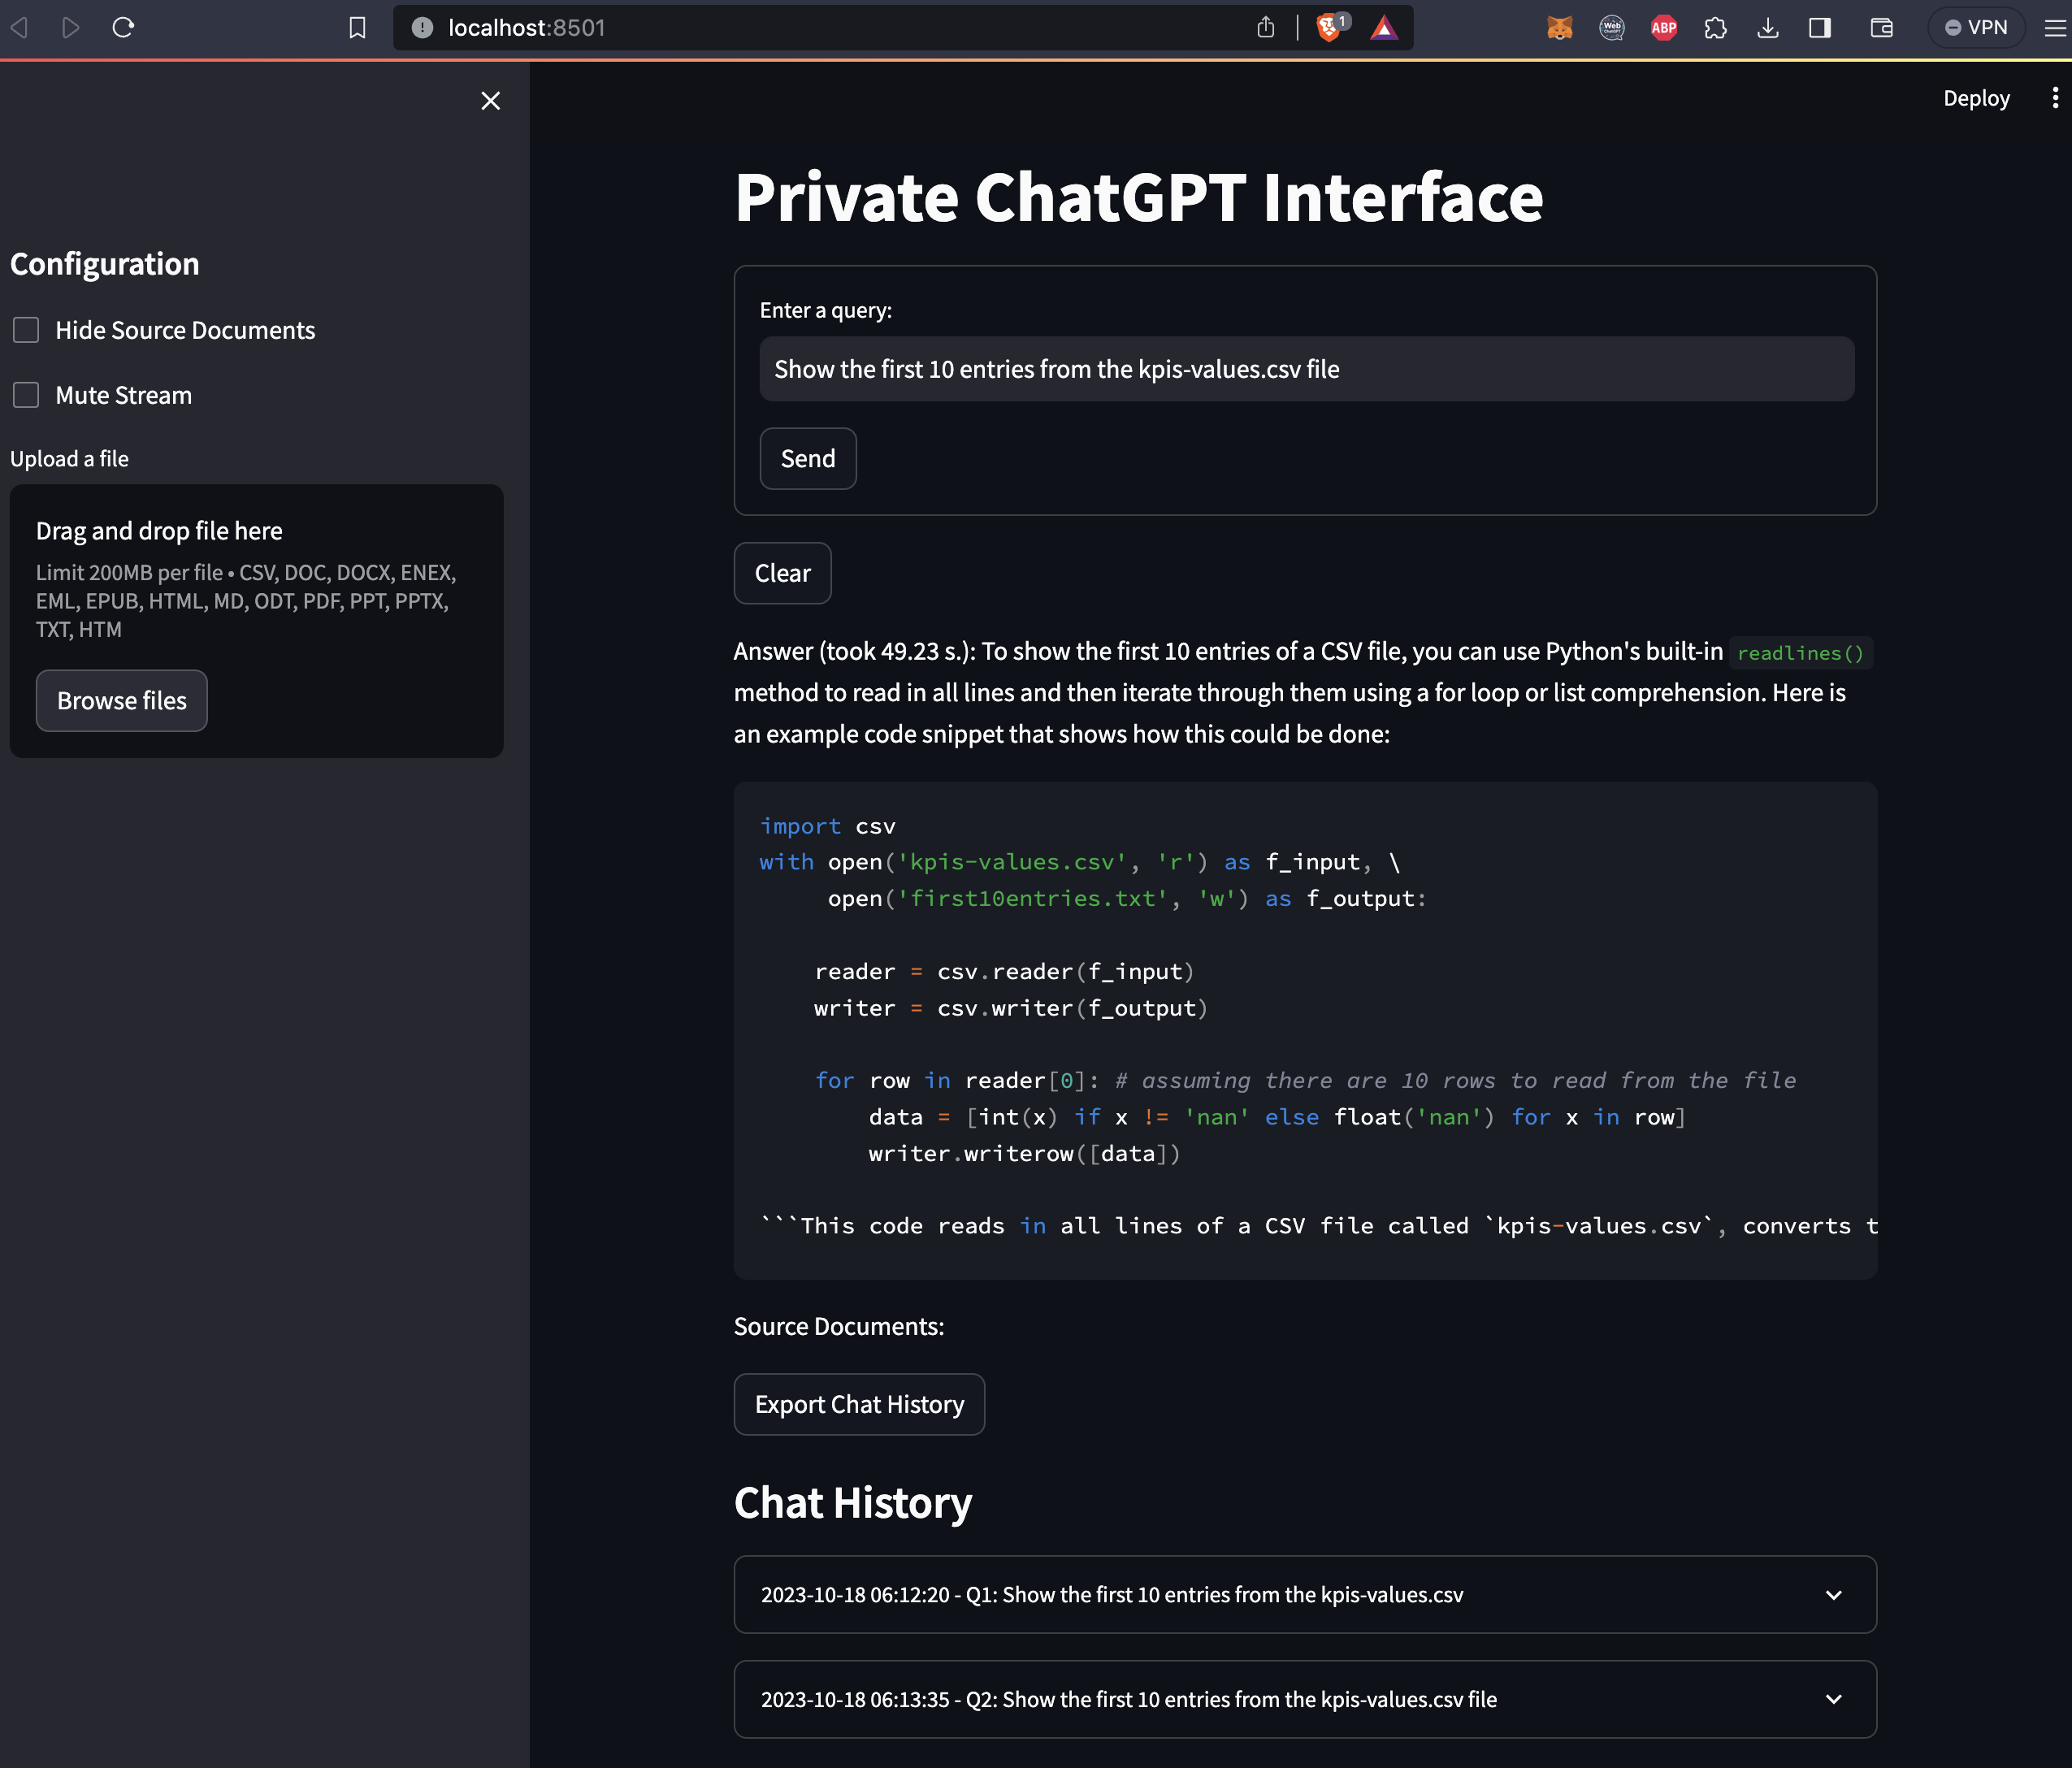 localhost:8501
1
Web
ChatGPT
ABP
VPN
Deploy
Configuration
Hide Source Documents
Mute Stream
Upload a file
Drag and drop file here
Limit 200MB per file • CSV, DOC, DOCX, ENEX,
EML, EPUB, HTML, MD, ODT, PDF, PPT, PPTX,
TXT, HTM
Browse files
Private ChatGPT Interface
Enter a query:
Show the first 10 entries from the kpis-values.csv file
Send
Clear
Answer (took 49.23 s.): To show the first 10 entries of a CSV file, you can use Python's built-in readlines()
method to read in all lines and then iterate through them using a for loop or list comprehension. Here is
an example code snippet that shows how this could be done:
import csv
with open('kpis-values.csv', 'r') as f_input, \
     open('first10entries.txt', 'w') as f_output:
    reader = csv.reader(f_input)
    writer = csv.writer(f_output)
    for row in reader[0]: # assuming there are 10 rows to read from the file
        data = [int(x) if x != 'nan' else float('nan') for x in row]
        writer.writerow([data])
```This code reads in all lines of a CSV file called `kpis-values.csv`, converts t
Source Documents:
Export Chat History
Chat History
2023-10-18 06:12:20 - Q1: Show the first 10 entries from the kpis-values.csv
2023-10-18 06:13:35 - Q2: Show the first 10 entries from the kpis-values.csv file